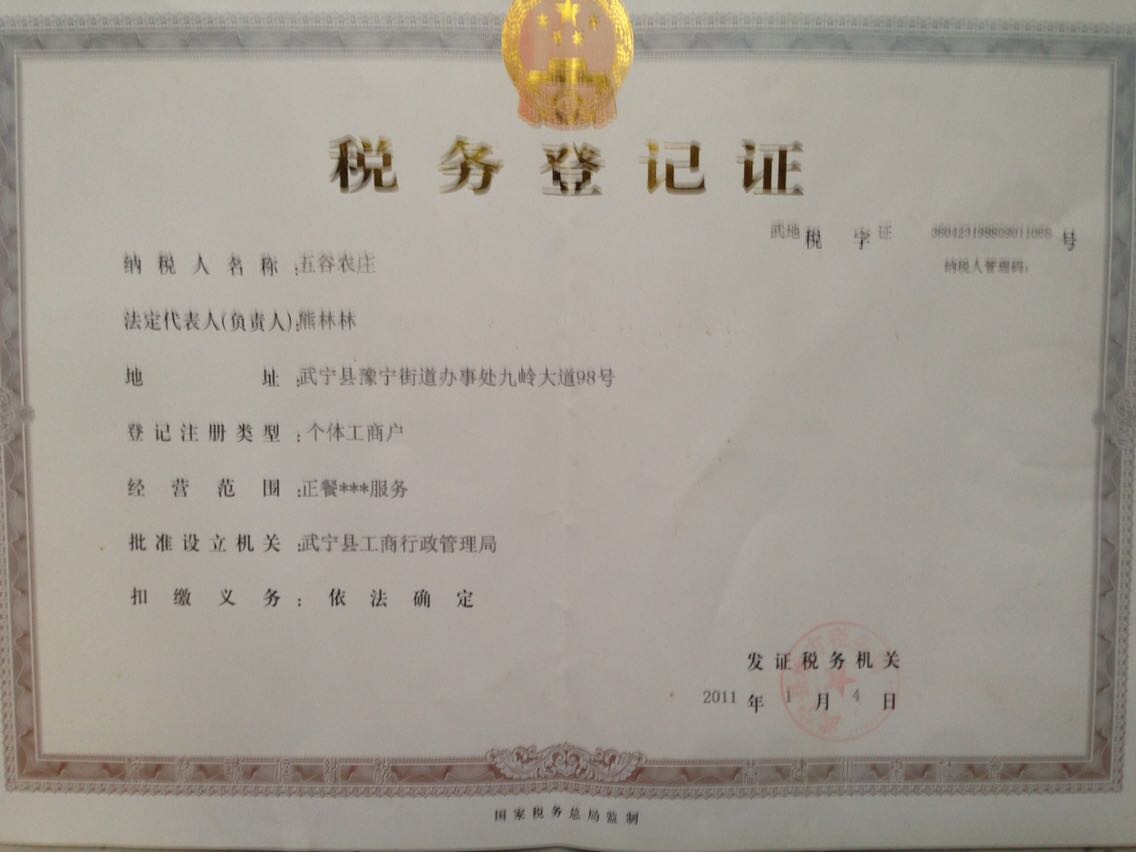 税务登记证
武地税字证 号
纳税人管理码:
纳税人名称:五谷农庄
法定代表人(负责人):熊林林
地址:武宁县豫宁街道办事处九岭大道98号
登记注册类型:个体工商户
经营范围:正餐***服务
批准设立机关:武宁县工商行政管理局
扣缴义务:依法确定
发证税务机关
2011年1月4日
国家税务总局监制